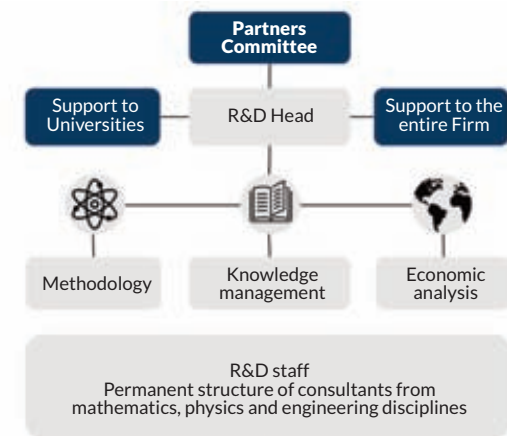 Partners
Committee
Support to
Universities
R&D Head
Support to the
entire Firm
Methodology
Knowledge
management
Economic
analysis
R&D staff
Permanent structure of consultants from
mathematics, physics and engineering disciplines